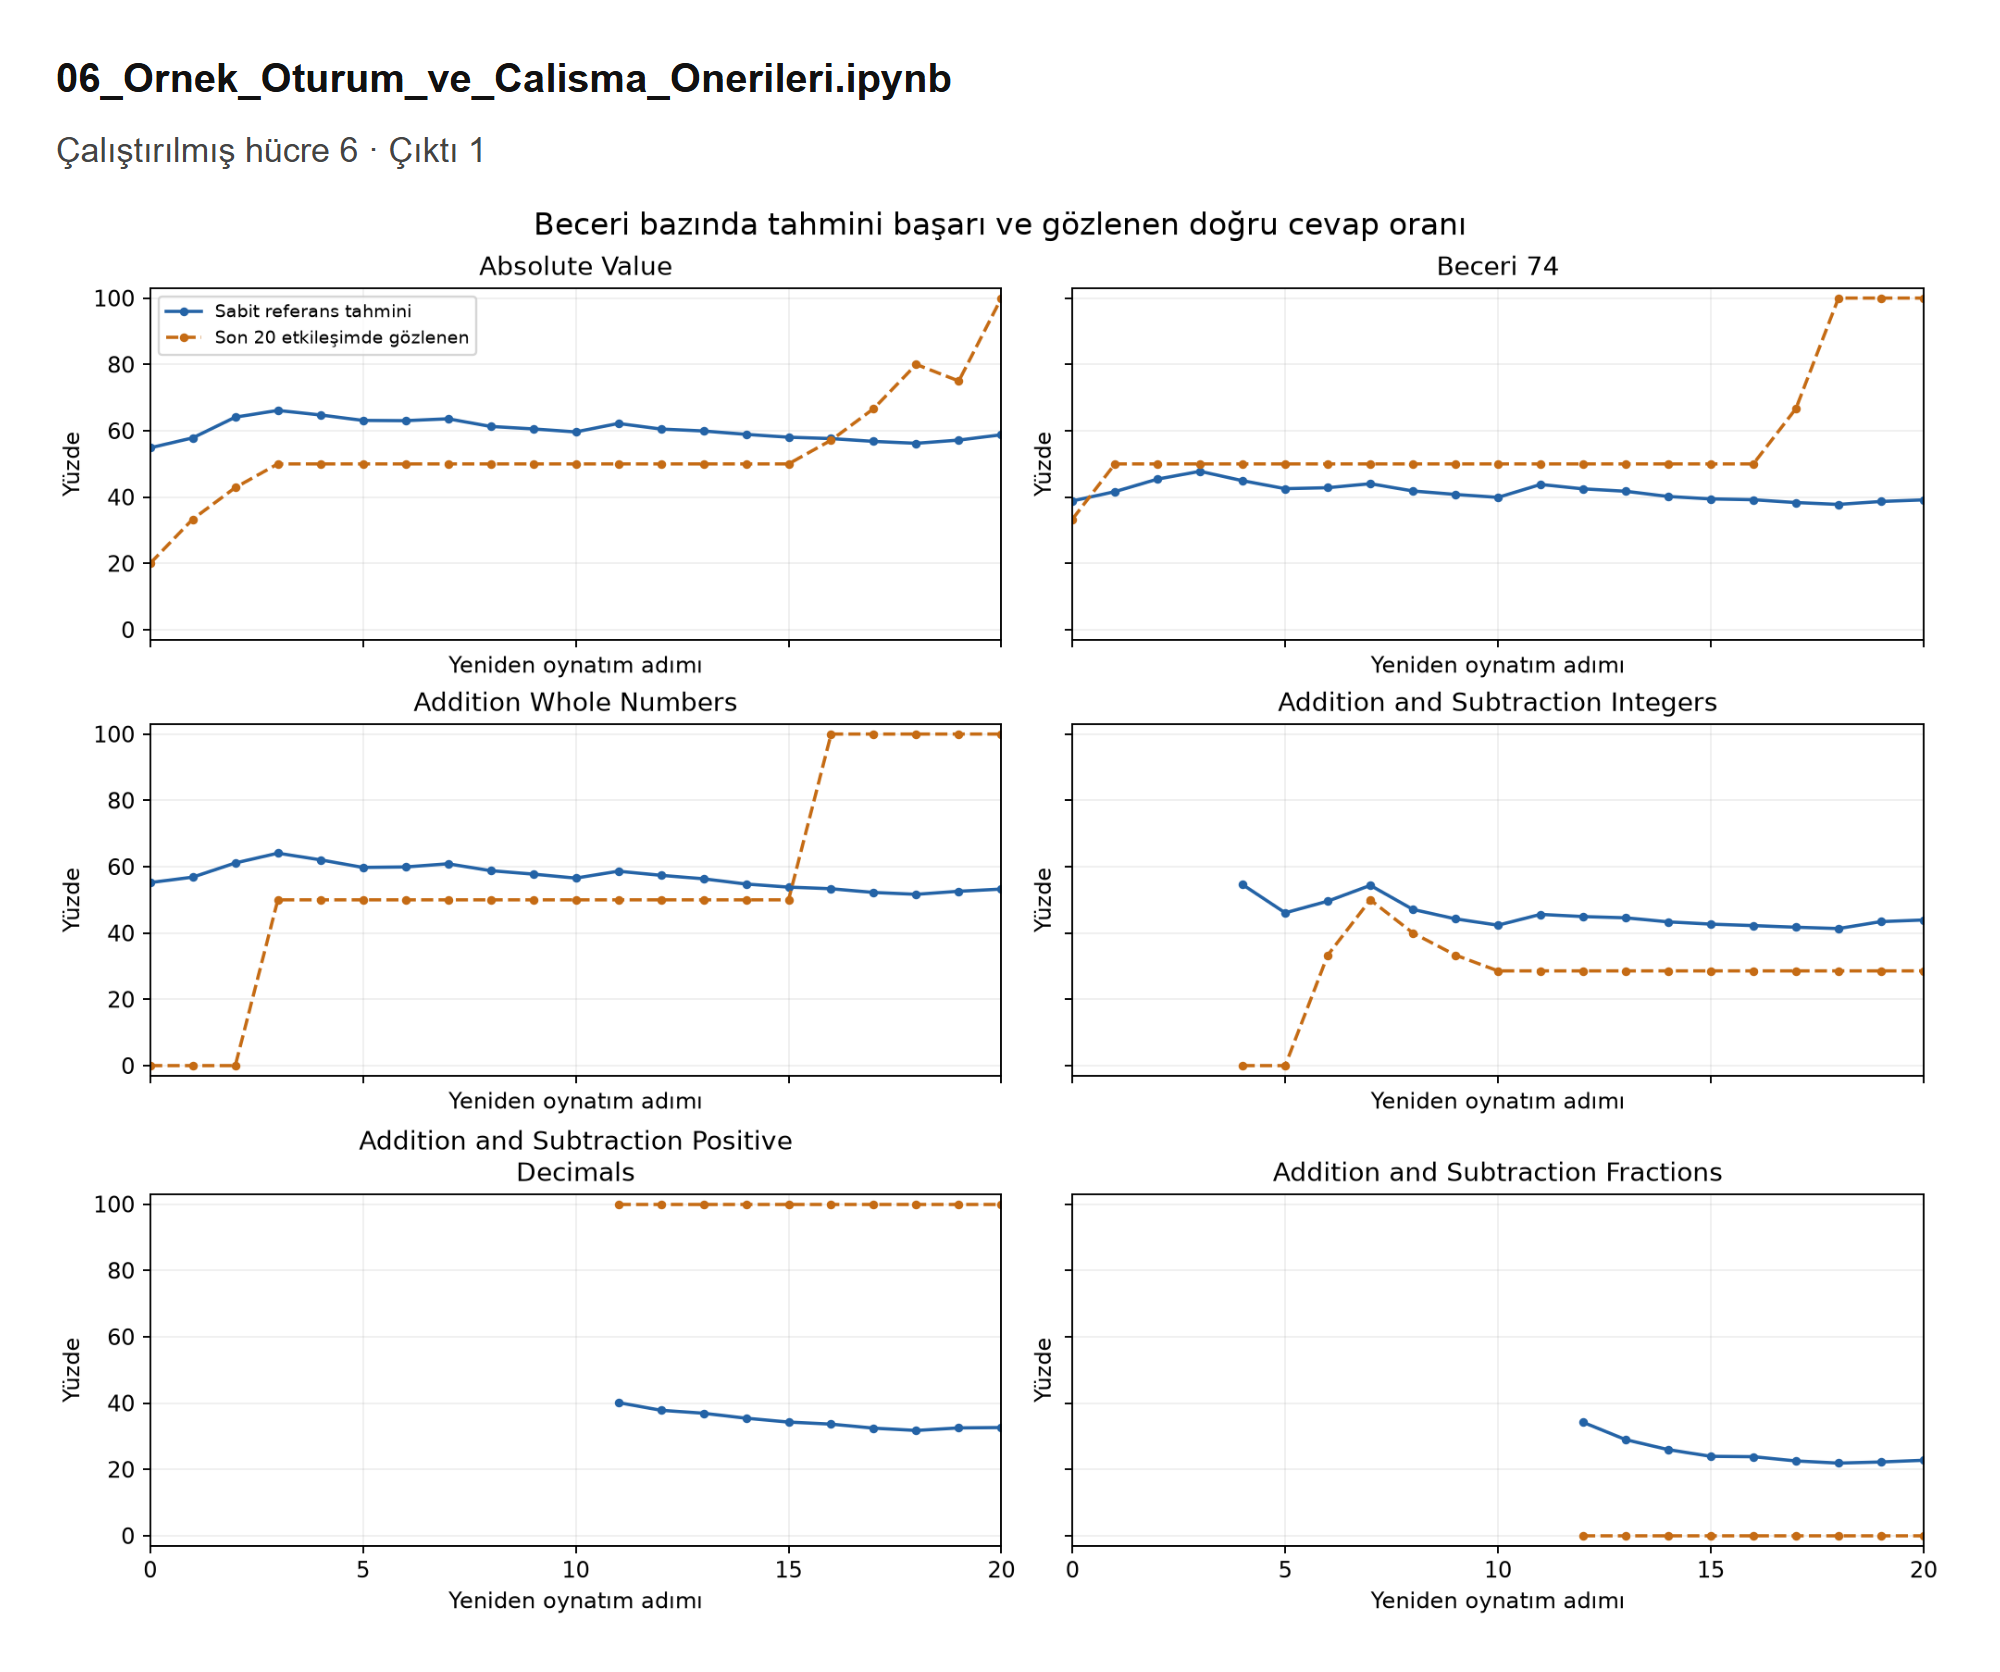 06_Ornek_Oturum_ve_Calisma_Onerileri.ipynb
Çalıştırılmış hücre 6 · Çıktı 1
Beceri bazında tahmini başarı ve gözlenen doğru cevap oranı
Absolute Value
100
80
60
40
20
0
Yüzde
Sabit referans tahmini
Son 20 etkileşimde gözlenen
Yeniden oynatım adımı
Beceri 74
Yüzde
Yeniden oynatım adımı
Addition Whole Numbers
100
80
60
40
20
0
Yüzde
Yeniden oynatım adımı
Addition and Subtraction Integers
Yüzde
Yeniden oynatım adımı
Addition and Subtraction Positive
Decimals
100
80
60
40
20
0
Yüzde
0 5 10 15 20
Yeniden oynatım adımı
Addition and Subtraction Fractions
Yüzde
0 5 10 15 20
Yeniden oynatım adımı